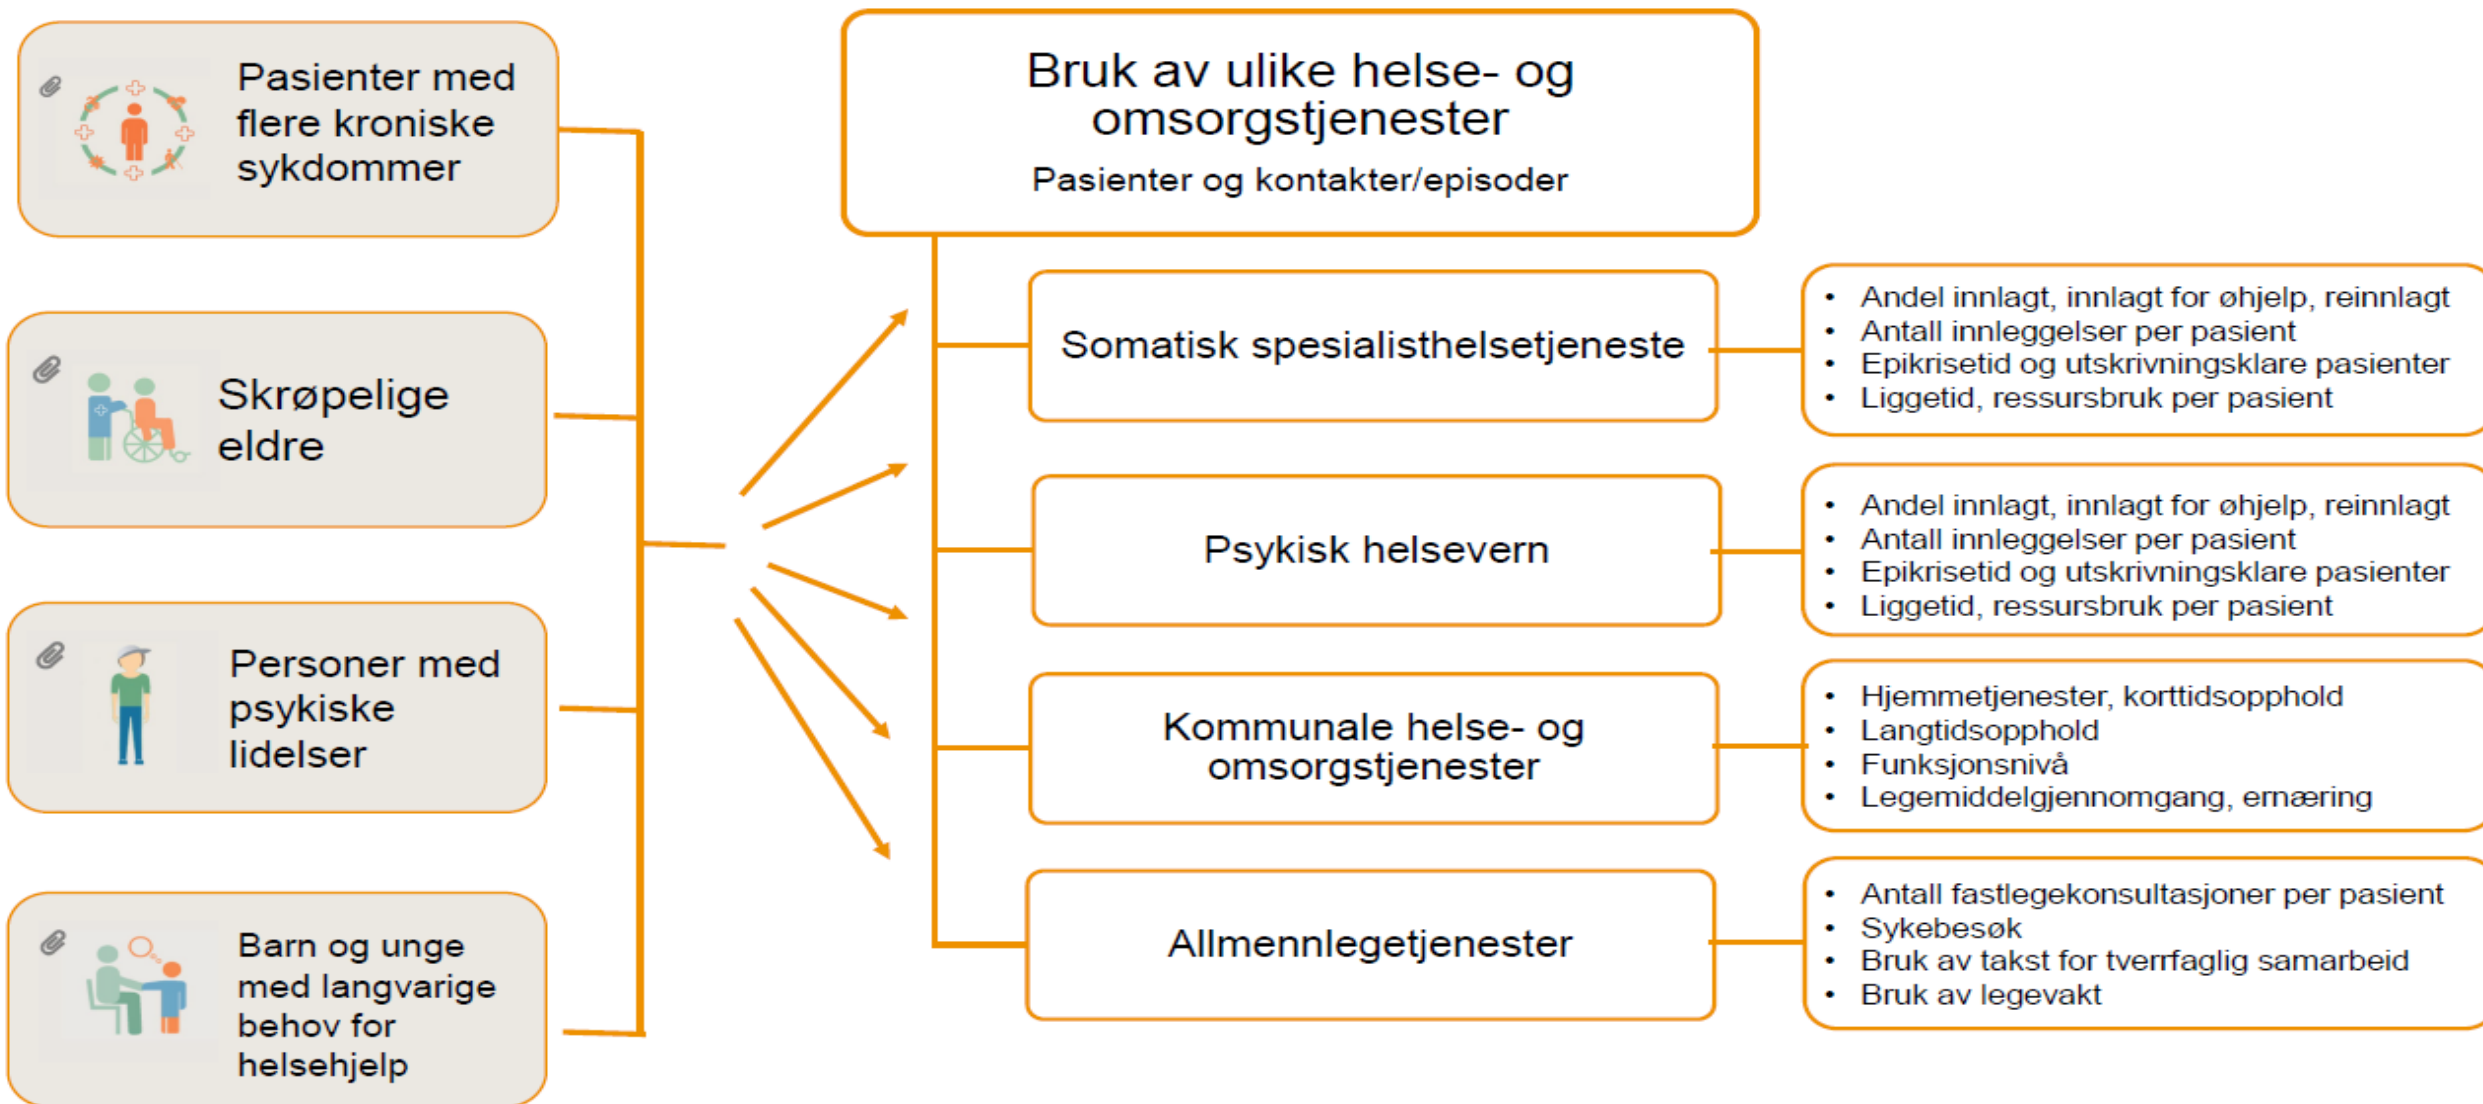 Pasienter med
flere kroniske
sykdommer
Skrøpelige
eldre
Personer med
psykiske
lidelser
Barn og unge
med langvarige
behov for
helsehjelp
Bruk av ulike helse- og
omsorgstjenester
Pasienter og kontakter/episoder
Somatisk spesialisthelsetjeneste
• Andel innlagt, innlagt for øhjelp, reinnlagt
• Antall innleggelser per pasient
• Epikrisetid og utskrivningsklare pasienter
• Liggetid, ressursbruk per pasient
Psykisk helsevern
• Andel innlagt, innlagt for øhjelp, reinnlagt
• Antall innleggelser per pasient
• Epikrisetid og utskrivningsklare pasienter
• Liggetid, ressursbruk per pasient
Kommunale helse- og
omsorgstjenester
• Hjemmetjenester, korttidsopphold
• Langtidsopphold
• Funksjonsnivå
• Legemiddelgjennomgang, ernæring
Allmennlegetjenester
• Antall fastlegekonsultasjoner per pasient
• Sykebesøk
• Bruk av takst for tverrfaglig samarbeid
• Bruk av legevakt